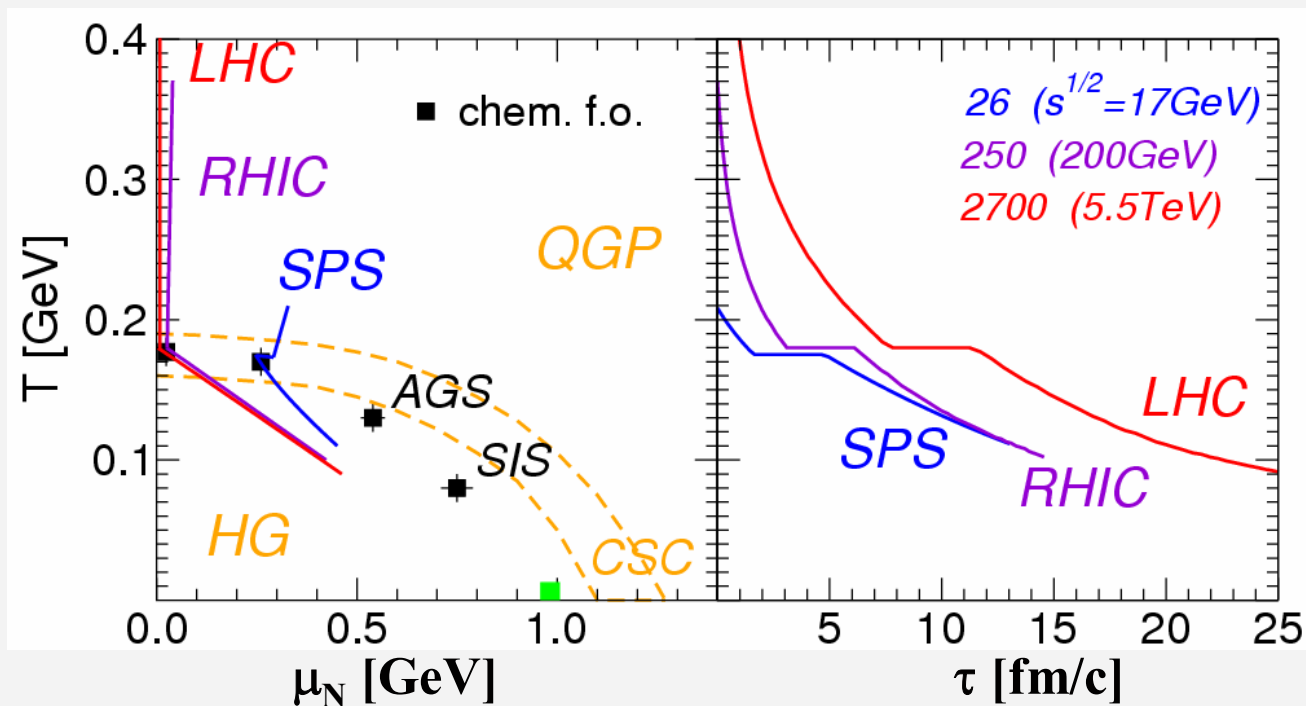 0.4
LHC
chem. f.o.
26 (s^1/2=17GeV)
250 (200GeV)
2700 (5.5TeV)
0.3
RHIC
QGP
SPS
T [GeV]
0.2
AGS
LHC
SIS
SPS
0.1
RHIC
HG
CSC
0.0 0.5 1.0
5 10 15 20 25
μN [GeV]
τ [fm/c]